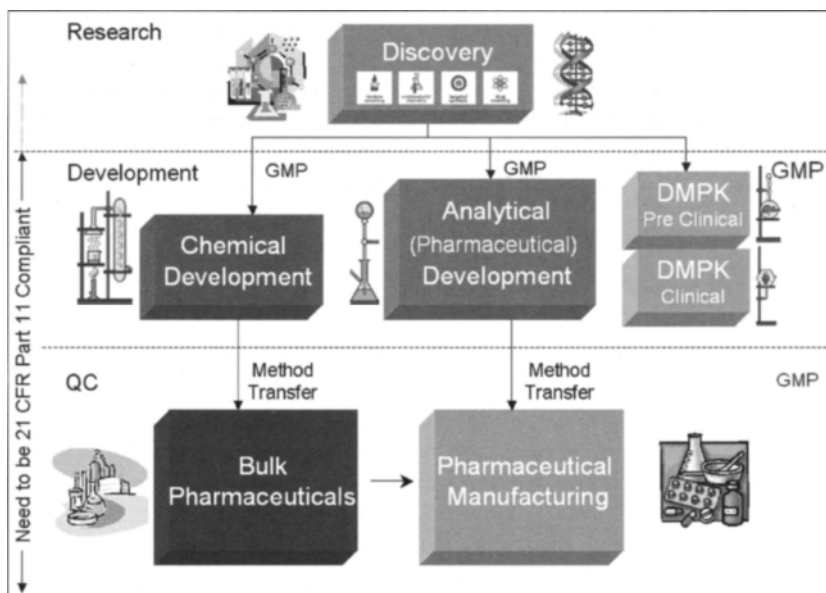 Research
Discovery
Development
GMP
GMP
GMP
Chemical
Development
Analytical
(Pharmaceutical)
Development
DMPK
Pre Clinical
DMPK
Clinical
Need to be 21 CFR Part 11 Compliant
QC
Method
Transfer
Method
Transfer
GMP
Bulk
Pharmaceuticals
Pharmaceutical
Manufacturing